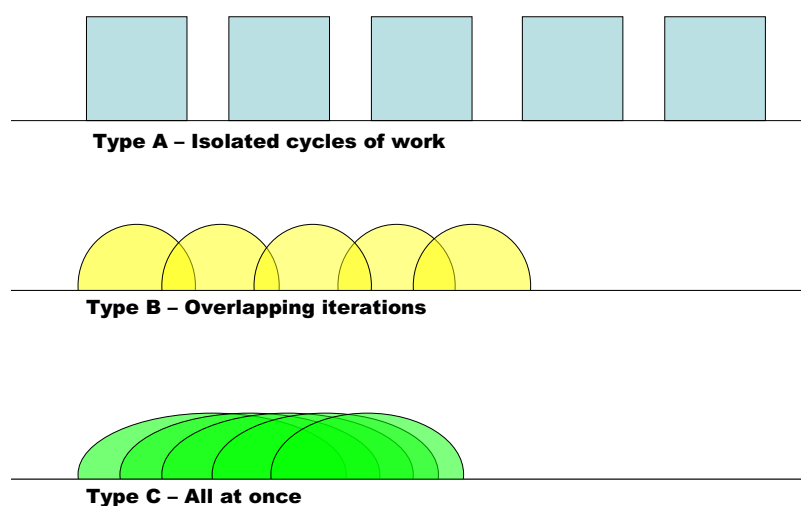 Type A – Isolated cycles of work
Type B – Overlapping iterations
Type C – All at once